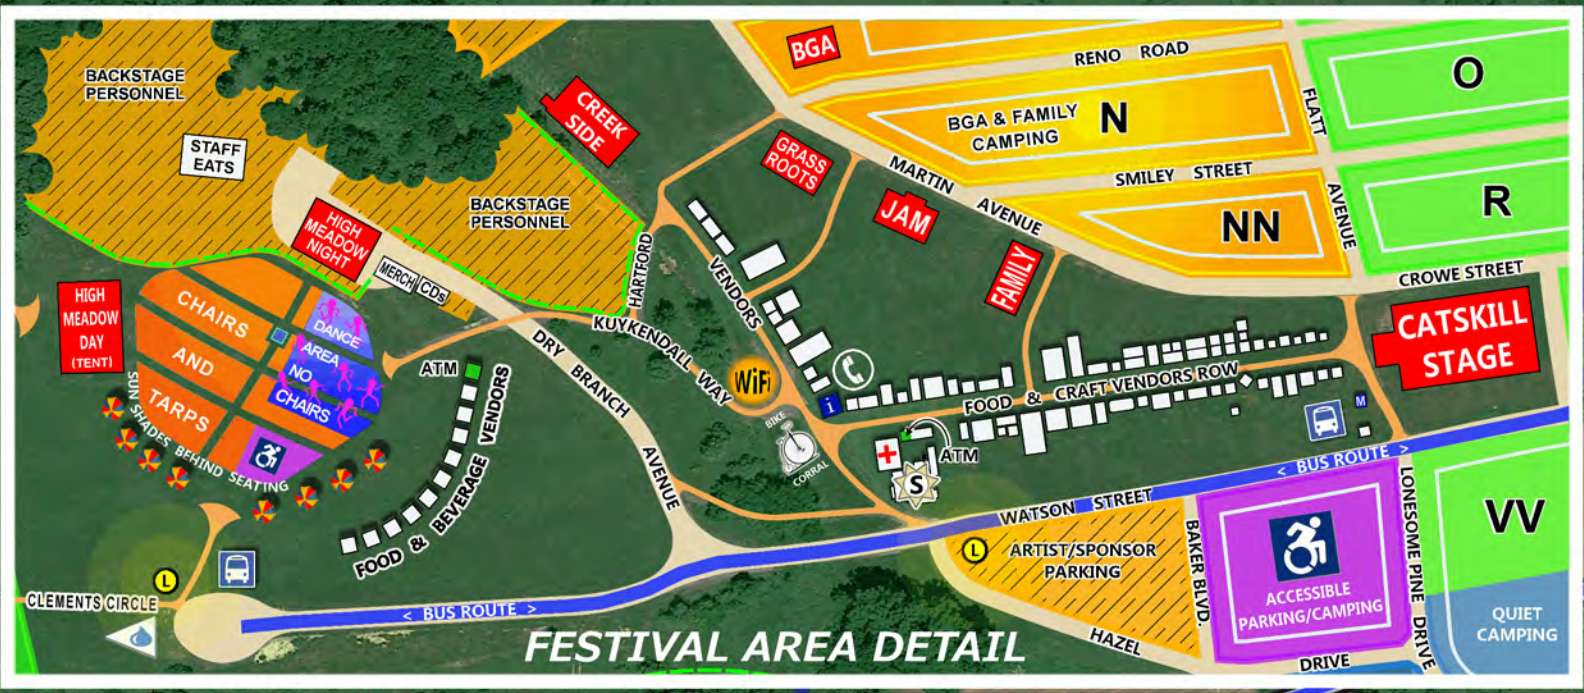 BACKSTAGE
PERSONNEL
STAFF
EATS
CREEK
SIDE
BGA
RENO ROAD
O
BGA & FAMILY
CAMPING
N
FLATT
AVENUE
GRASS
ROOTS
MARTIN
AVENUE
SMILEY STREET
R
BACKSTAGE
PERSONNEL
JAM
NN
HIGH
MEADOW
NIGHT
HARTFORD
VENDORS
FAMILY
CROWE STREET
MERCH
CDs
HIGH
MEADOW
DAY
(TENT)
CHAIRS
AND
TARPS
DANCE
AREA
NO
CHAIRS
KUYKENDALL WAY
DRY BRANCH
AVENUE
CATSKILL
STAGE
ATM
WiFi
i
FOOD & CRAFT VENDORS ROW
M
SUN SHADES BEHIND SEATING
FOOD & BEVERAGE VENDORS
BIKE
CORRAL
ATM
S
< BUS ROUTE >
WATSON STREET
LONESOME PINE DRIVE
VV
L
ARTIST/SPONSOR
PARKING
BAKER BLVD.
ACCESSIBLE
PARKING/CAMPING
L
CLEMENTS CIRCLE
< BUS ROUTE >
QUIET
CAMPING
HAZEL
DRIVE
FESTIVAL AREA DETAIL